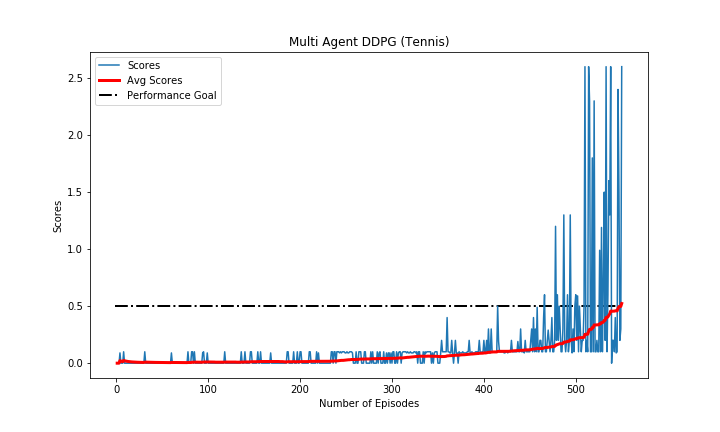 Multi Agent DDPG (Tennis)
Scores
Avg Scores
Performance Goal
2.5
2.0
1.5
1.0
0.5
0.0
Scores
0 100 200 300 400 500
Number of Episodes